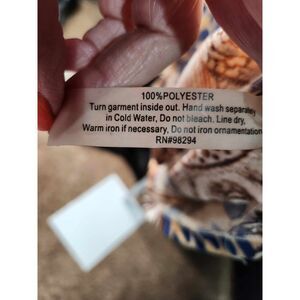 100%POLYESTER
Turn garment inside out. Hand wash separately
in Cold Water, Do not bleach. Line dry,
Warm iron if necessary, Do not iron ornamentation
RN#98294